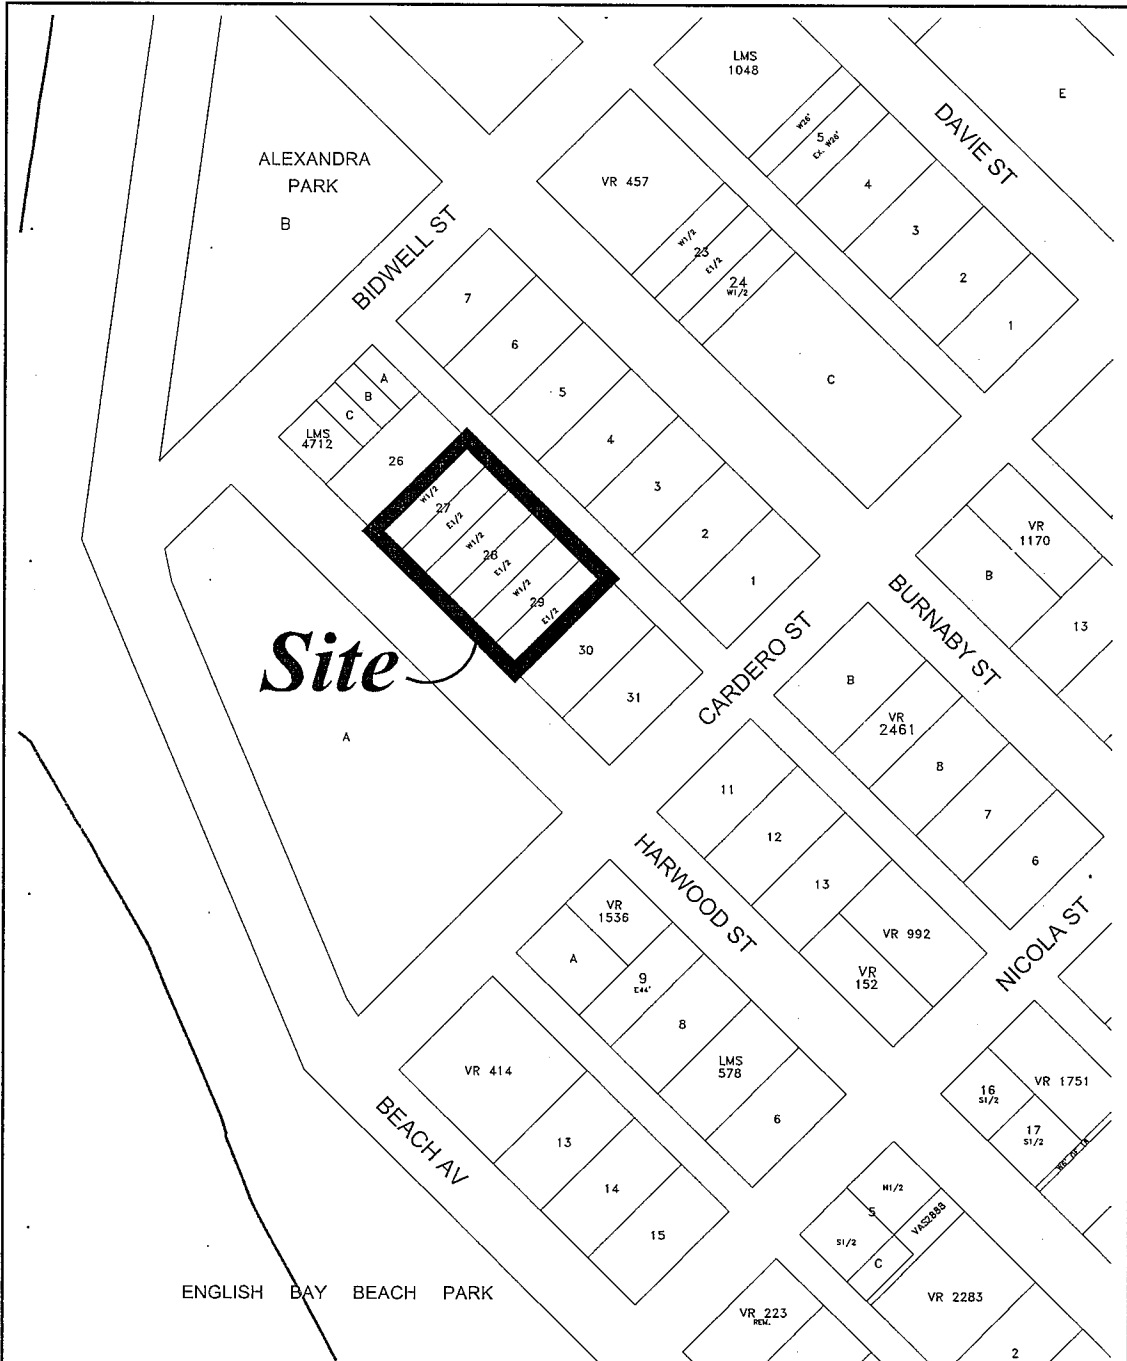 LMS
1048
E
W26'
5
EX. W26'
DAVIE ST
ALEXANDRA
PARK
B
VR 457
4
3
2
1
W1/2
23
E1/2
24
W1/2
C
BIDWELL ST
7
6
5
4
3
2
1
A
B
C
LMS
4712
26
W1/2
27
E1/2
W1/2
28
E1/2
W1/2
29
E1/2
30
31
Site
A
VR
1170
B
13
BURNABY ST
CARDERO ST
B
VR
2461
8
7
6
11
12
13
VR 992
VR
152
HARWOOD ST
NICOLA ST
VR
1536
A
9
E44'
8
LMS
578
6
VR 414
13
14
15
BEACH AV
VR 1751
16
S1/2
17
S1/2
W6' OF 18
N1/2
5
S1/2
VAS2888
C
VR 2283
2
VR 223
REM.
ENGLISH BAY BEACH PARK